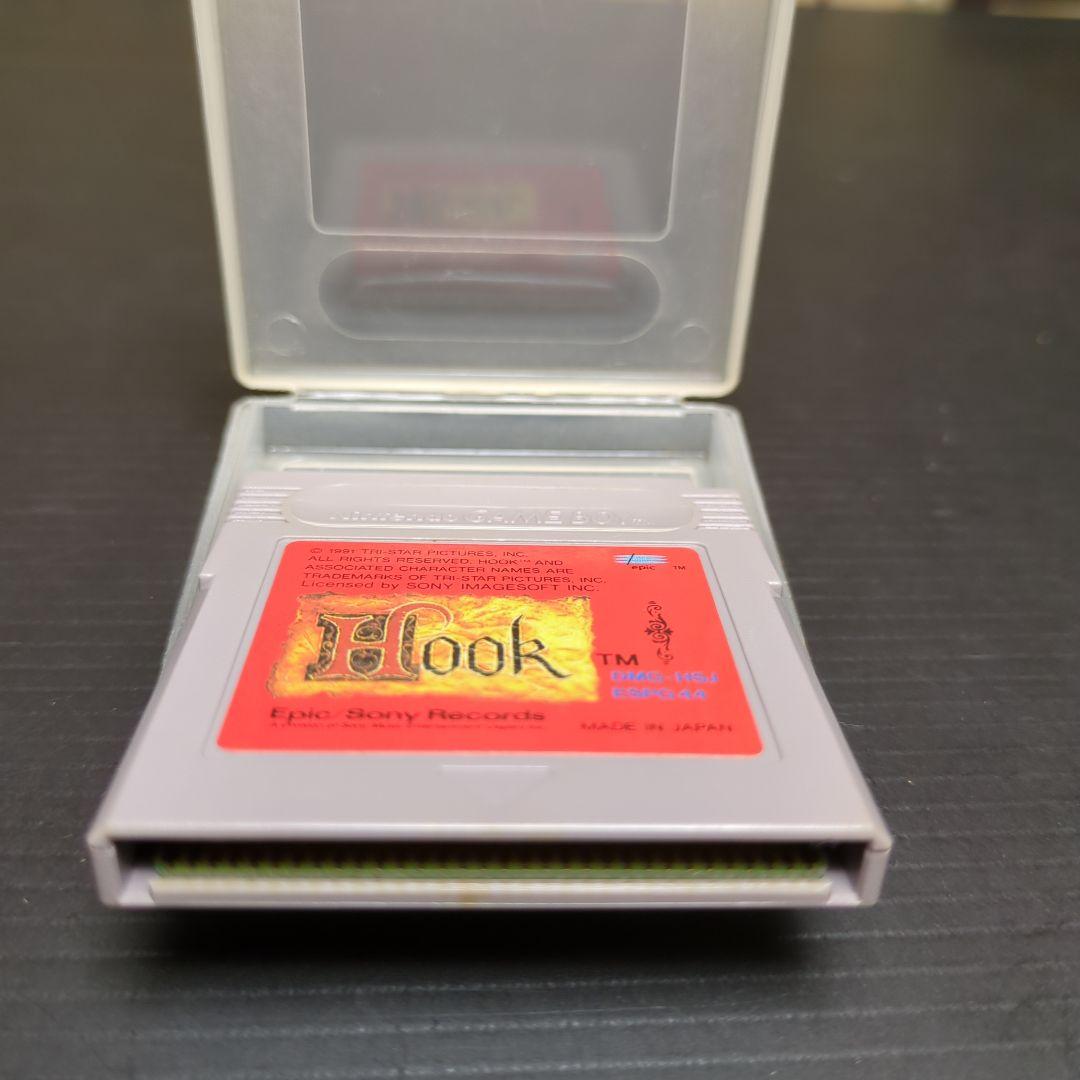 Nintendo GAME BOY TM
© 1991 TRI-STAR PICTURES, INC.
ALL RIGHTS RESERVED. HOOK™ AND
ASSOCIATED CHARACTER NAMES ARE
TRADEMARKS OF TRI-STAR PICTURES, INC.
Licensed by SONY IMAGESOFT INC.
epic TM
Hook TM
DMG-HSJ
ESPG44
Epic/Sony Records
MADE IN JAPAN